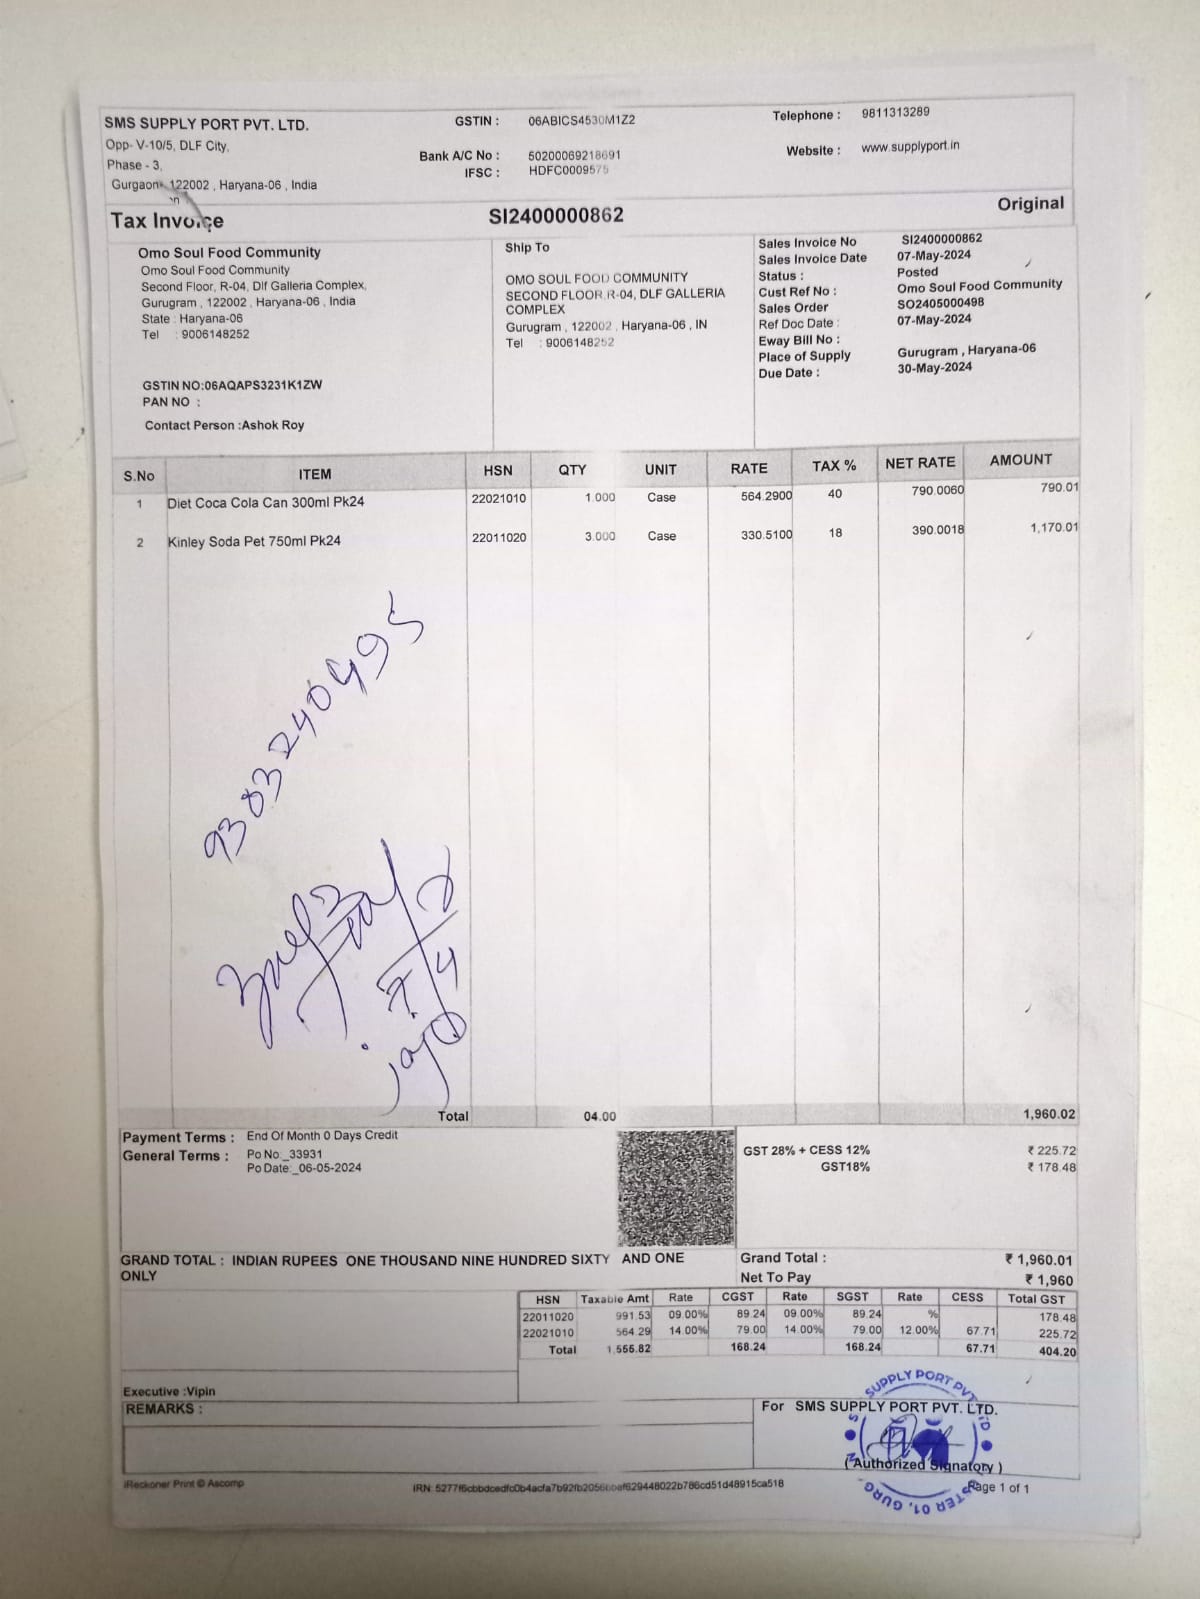 SMS SUPPLY PORT PVT. LTD.
Opp- V-10/5, DLF City,
Phase - 3,
Gurgaon- 122002 , Haryana-06 , India
GSTIN : 06ABICS4530M1Z2
Bank A/C No : 50200069218691
IFSC : HDFC0009575
Telephone : 9811313289
Website : www.supplyport.in
Tax Invoice
SI2400000862
Original
Omo Soul Food Community
Omo Soul Food Community
Second Floor, R-04, Dlf Galleria Complex,
Gurugram , 122002 , Haryana-06 , India
State : Haryana-06
Tel : 9006148252
GSTIN NO:06AQAPS3231K1ZW
PAN NO :
Contact Person :Ashok Roy
Ship To
OMO SOUL FOOD COMMUNITY
SECOND FLOOR,R-04, DLF GALLERIA
COMPLEX
Gurugram , 122002 , Haryana-06 , IN
Tel : 9006148252
Sales Invoice No SI2400000862
Sales Invoice Date 07-May-2024
Status : Posted
Cust Ref No : Omo Soul Food Community
Sales Order SO2405000498
Ref Doc Date : 07-May-2024
Eway Bill No :
Place of Supply Gurugram , Haryana-06
Due Date : 30-May-2024
S.No ITEM HSN QTY UNIT RATE TAX % NET RATE AMOUNT
1 Diet Coca Cola Can 300ml Pk24 22021010 1.000 Case 564.2900 40 790.0060 790.01
2 Kinley Soda Pet 750ml Pk24 22011020 3.000 Case 330.5100 18 390.0018 1,170.01
Total 04.00 1,960.02
Payment Terms : End Of Month 0 Days Credit
General Terms : Po No:_33931
Po Date:_06-05-2024
GST 28% + CESS 12% ₹ 225.72
GST18% ₹ 178.48
GRAND TOTAL : INDIAN RUPEES ONE THOUSAND NINE HUNDRED SIXTY AND ONE
ONLY
Grand Total : ₹ 1,960.01
Net To Pay ₹ 1,960
HSN Taxable Amt Rate CGST Rate SGST Rate CESS Total GST
22011020 991.53 09.00% 89.24 09.00% 89.24 % 178.48
22021010 564.29 14.00% 79.00 14.00% 79.00 12.00% 67.71 225.72
Total 1,555.82 168.24 168.24 67.71 404.20
Executive :Vipin
REMARKS :
For SMS SUPPLY PORT PVT. LTD.
( Authorized Signatory )
iReckoner Print © Ascomp
Page 1 of 1